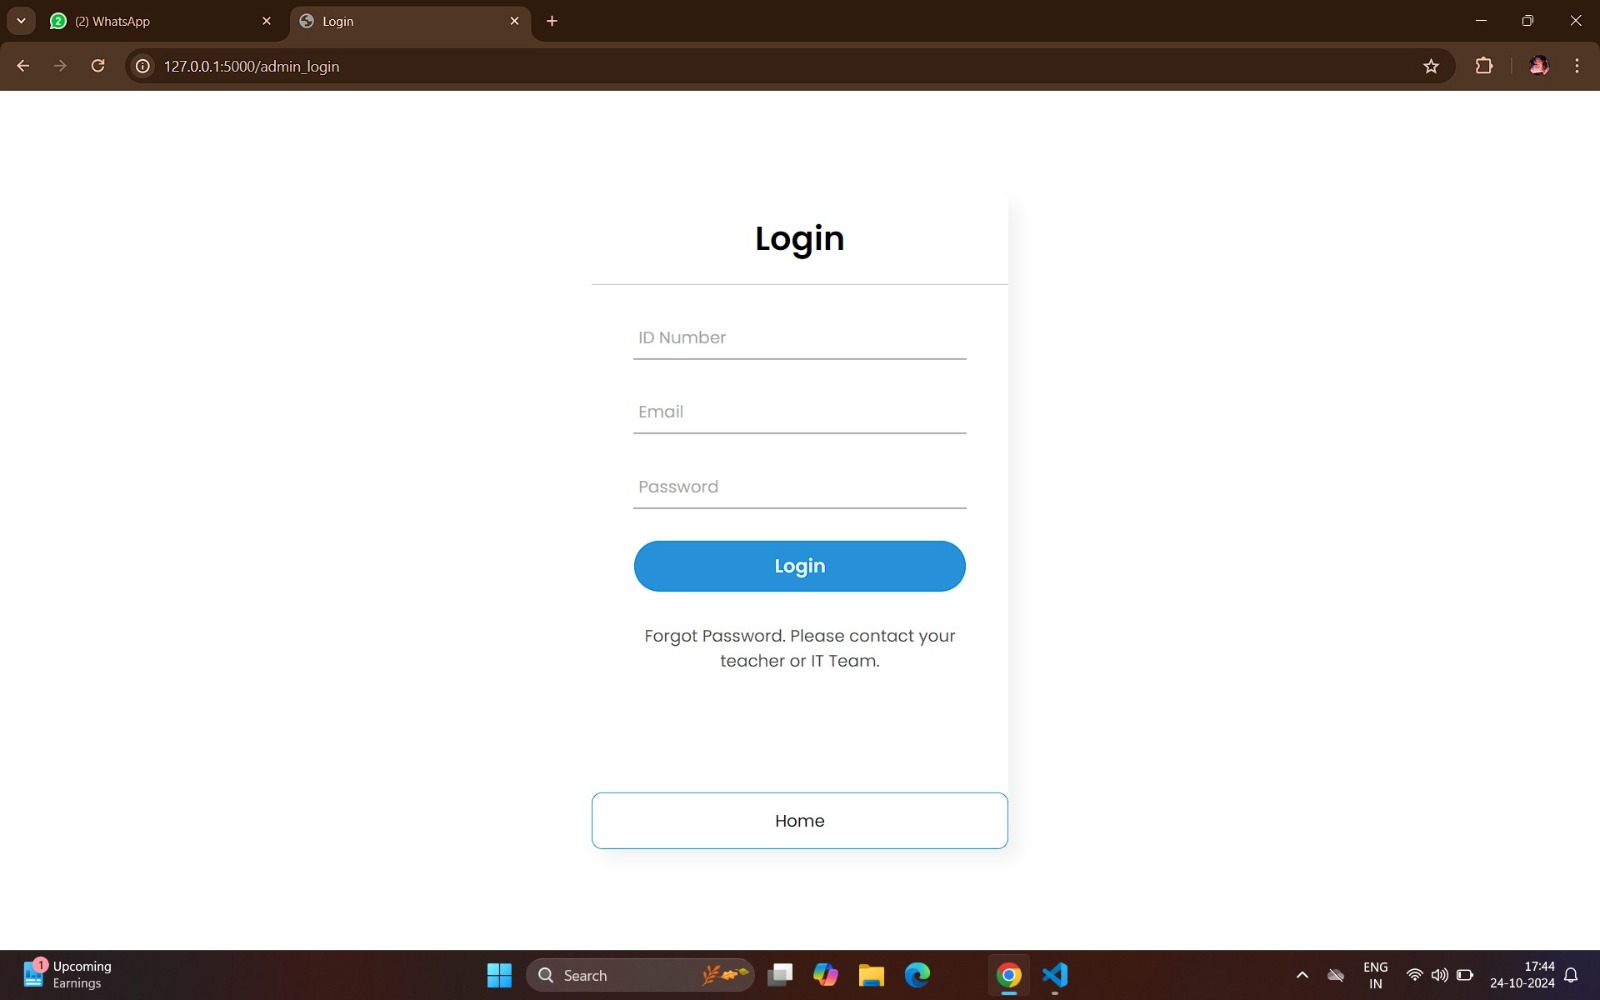 (2) WhatsApp
Login
127.0.0.1:5000/admin_login
Login
ID Number
Email
Password
Login
Forgot Password. Please contact your
teacher or IT Team.
Home
1
Upcoming
Earnings
Search
ENG
IN
17:44
24-10-2024